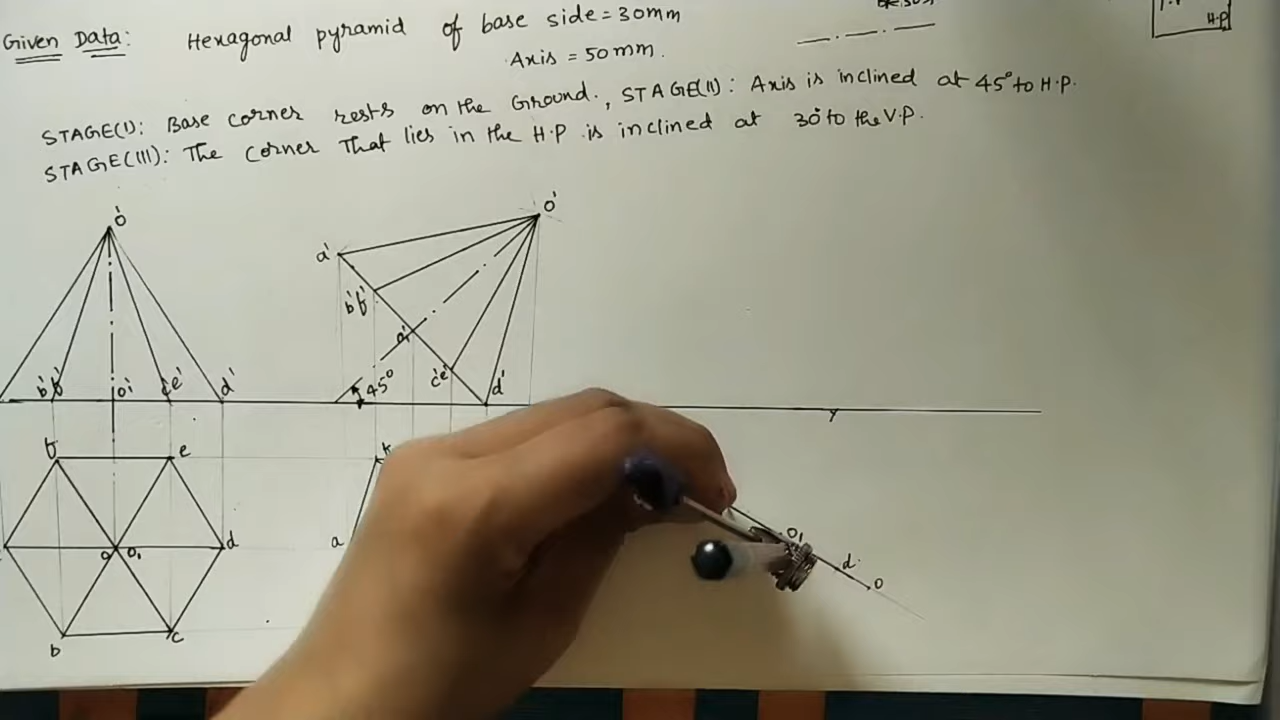 Given Data: Hexagonal pyramid of base side = 30mm
Axis = 50mm.
H.P
STAGE(I): Base corner rests on the Ground., STAGE(II): Axis is inclined at 45° to H.P.
STAGE(III): The corner That lies in the H.P is inclined at 30° to the V.P.
o'
o'
a'
b'f'
o'
c'e'
d'
45°
b'f'
o'1
c'e'
d'
y
f
e
a
o
o1
d
b
c
o1
d
o